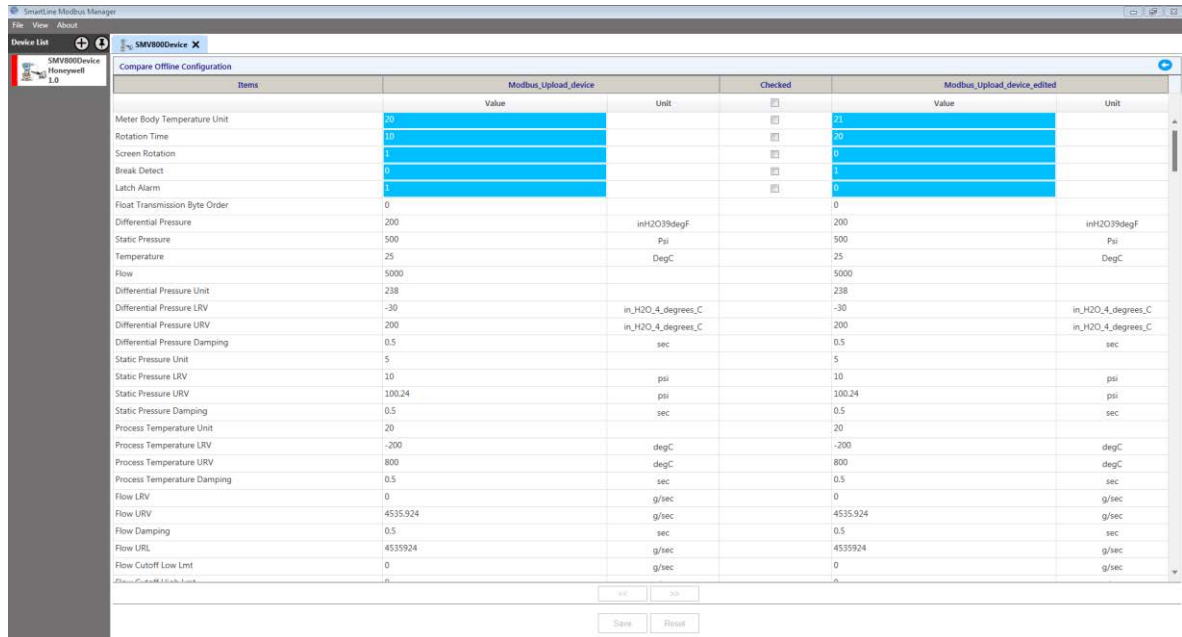 SmartLine Modbus Manager
File View About
Device List
SMV800Device
SMV800Device
Honeywell
1.0
Compare Offline Configuration
Items Modbus_Upload_device Checked Modbus_Upload_device_edited
Value Unit Value Unit
Meter Body Temperature Unit 20 21
Rotation Time 10 20
Screen Rotation 1 0
Break Detect 0 1
Latch Alarm 1 0
Float Transmission Byte Order 0 0
Differential Pressure 200 inH2O39degF 200 inH2O39degF
Static Pressure 500 Psi 500 Psi
Temperature 25 DegC 25 DegC
Flow 5000 5000
Differential Pressure Unit 238 238
Differential Pressure LRV -30 in_H2O_4_degrees_C -30 in_H2O_4_degrees_C
Differential Pressure URV 200 in_H2O_4_degrees_C 200 in_H2O_4_degrees_C
Differential Pressure Damping 0.5 sec 0.5 sec
Static Pressure Unit 5 5
Static Pressure LRV 10 psi 10 psi
Static Pressure URV 100.24 psi 100.24 psi
Static Pressure Damping 0.5 sec 0.5 sec
Process Temperature Unit 20 20
Process Temperature LRV -200 degC -200 degC
Process Temperature URV 800 degC 800 degC
Process Temperature Damping 0.5 sec 0.5 sec
Flow LRV 0 g/sec 0 g/sec
Flow URV 4535.924 g/sec 4535.924 g/sec
Flow Damping 0.5 sec 0.5 sec
Flow URL 4535924 g/sec 4535924 g/sec
Flow Cutoff Low Lmt 0 g/sec 0 g/sec
Flow Cutoff High Lmt 0 0
<< >>
Save Reset